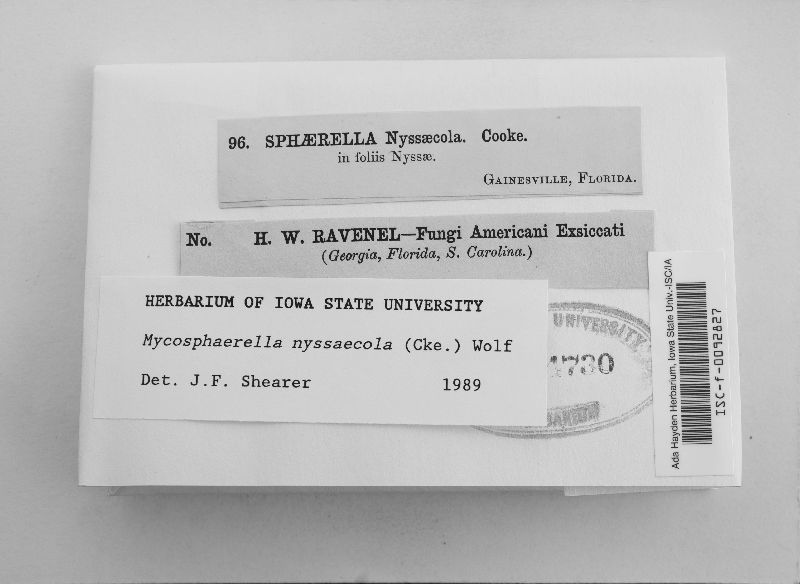 96. SPHÆRELLA Nyssæcola. Cooke.
in foliis Nyssæ.
GAINESVILLE, FLORIDA.
No. H. W. RAVENEL—Fungi Americani Exsiccati
(Georgia, Florida, S. Carolina.)
HERBARIUM OF IOWA STATE UNIVERSITY
Mycosphaerella nyssaecola (Cke.) Wolf
Det. J.F. Shearer 1989
UNIVERSITY
Ada Hayden Herbarium, Iowa State Univ.-ISC/IA
ISC-f-0092827